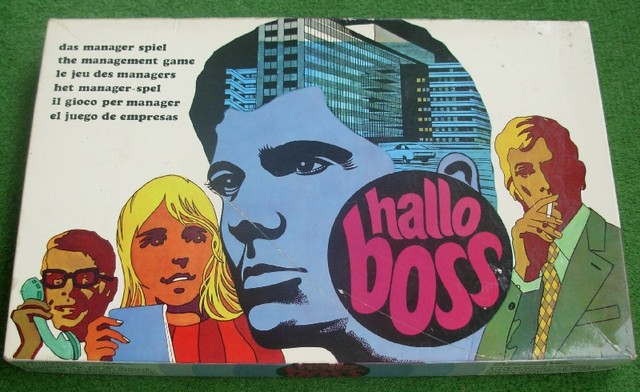 das manager spiel
the management game
le jeu des managers
het manager-spel
il gioco per manager
el juego de empresas
hallo
boss